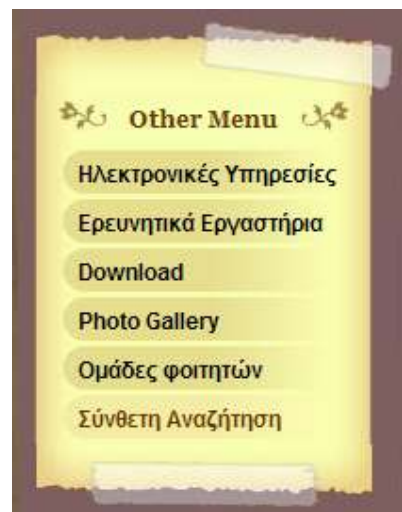 Other Menu
Ηλεκτρονικές Υπηρεσίες
Ερευνητικά Εργαστήρια
Download
Photo Gallery
Ομάδες φοιτητών
Σύνθετη Αναζήτηση